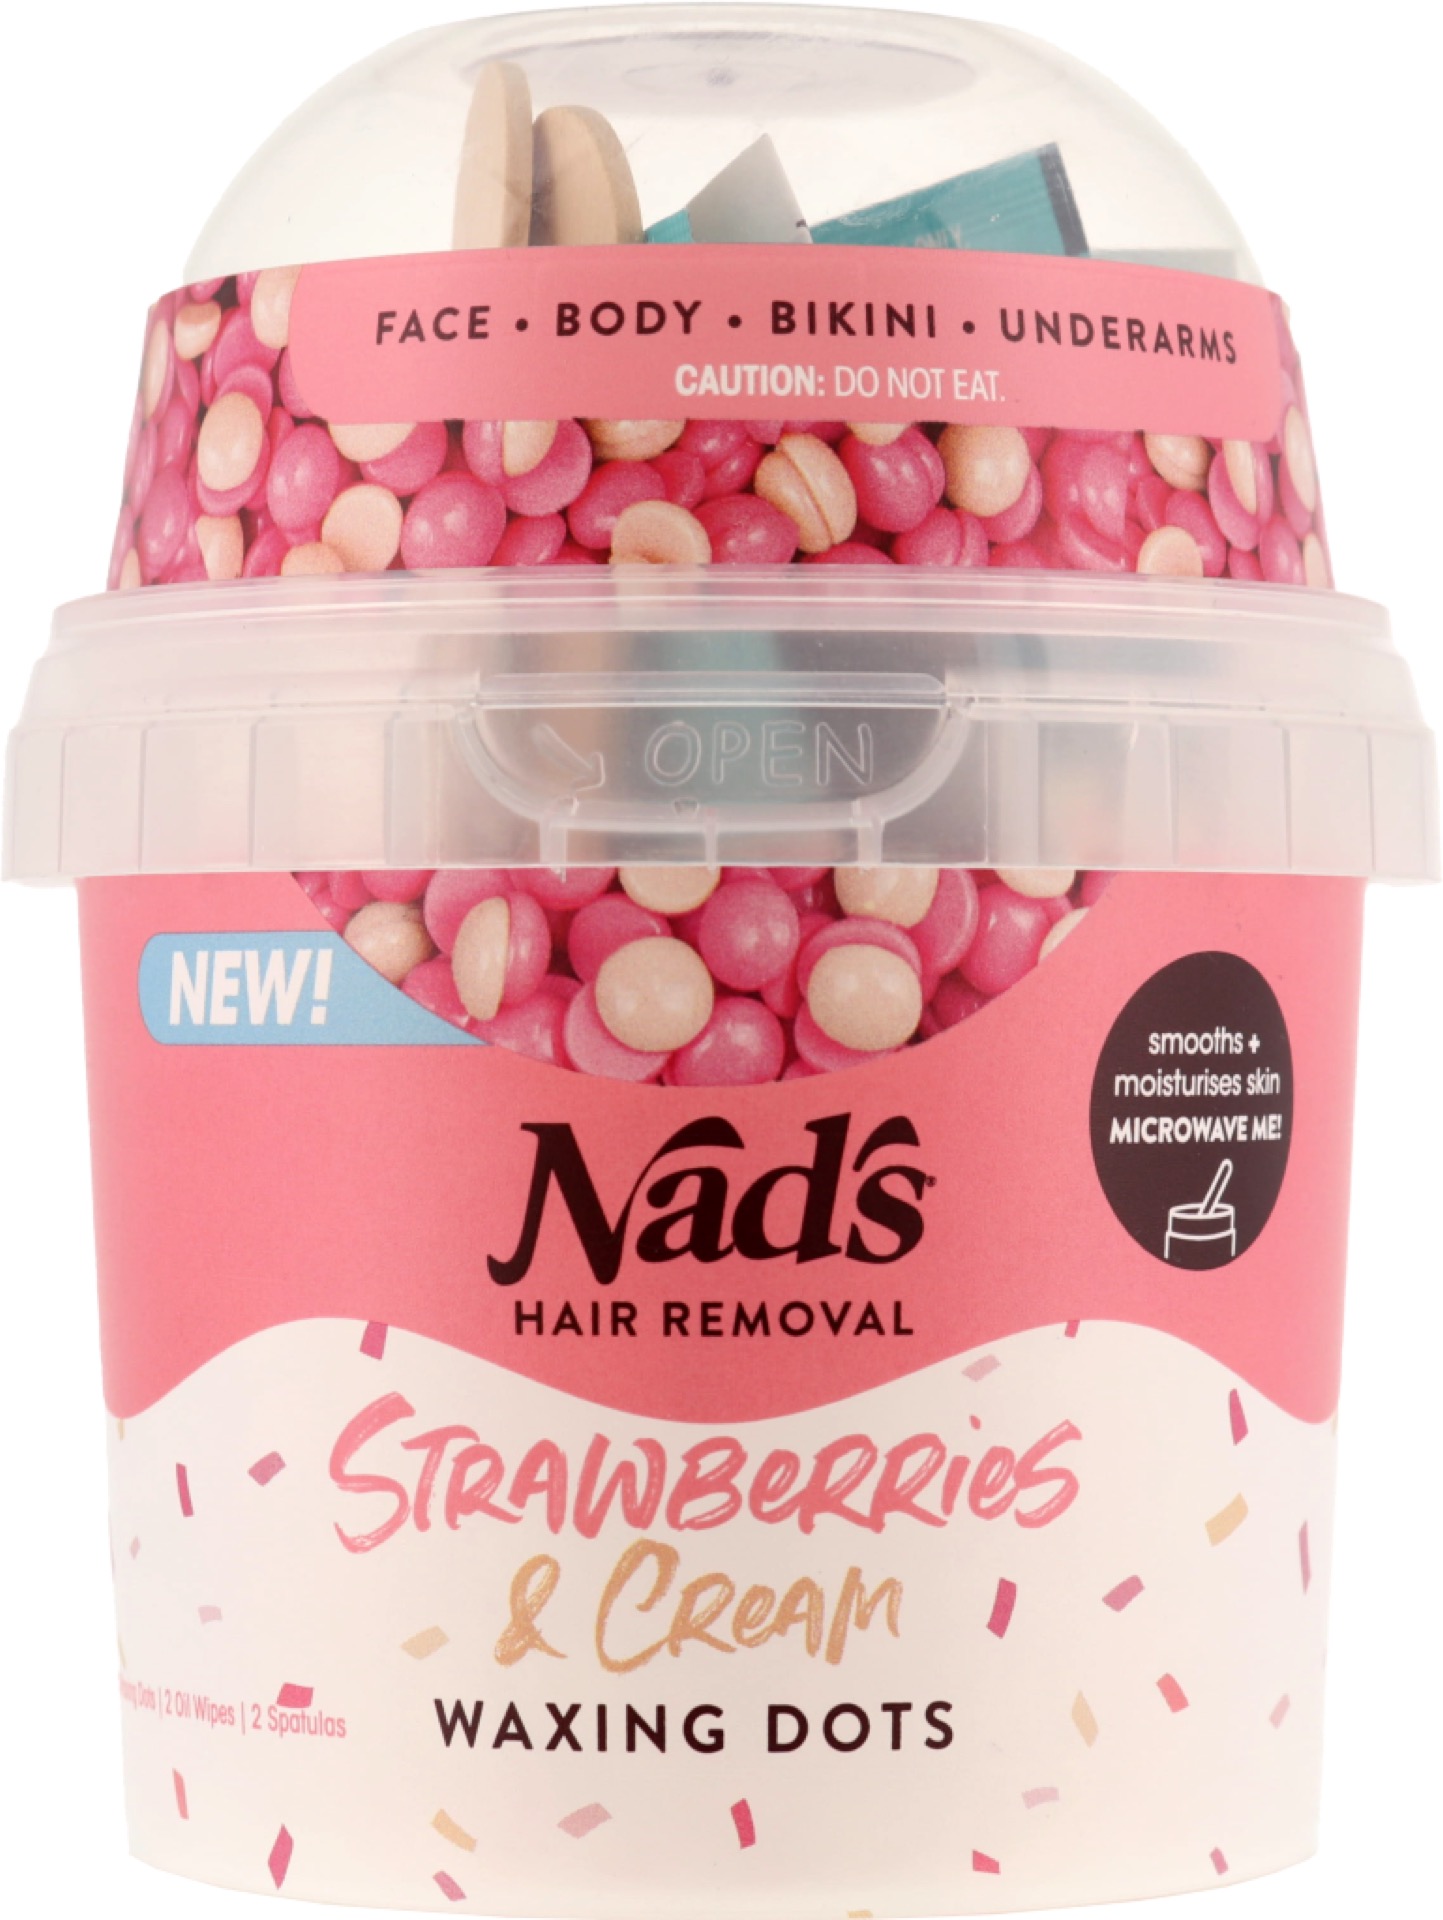 FACE • BODY • BIKINI • UNDERARMS
CAUTION: DO NOT EAT.
OPEN
NEW!
smooths +
moisturises skin
MICROWAVE ME!
Nad's®
HAIR REMOVAL
STRAWBERRIES
& CREAM
WAXING DOTS
Dots | 2 Oil Wipes | 2 Spatulas